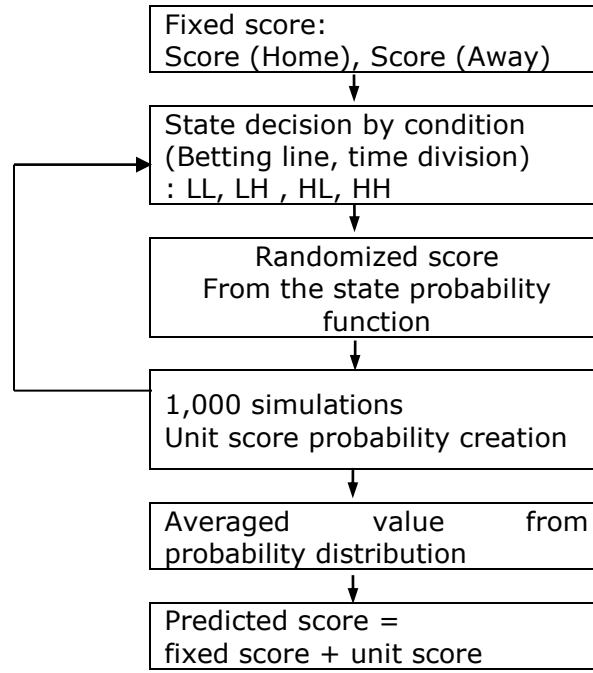 Fixed score:
Score (Home), Score (Away)
State decision by condition
(Betting line, time division)
: LL, LH , HL, HH
Randomized score
From the state probability
function
1,000 simulations
Unit score probability creation
Averaged value from
probability distribution
Predicted score =
fixed score + unit score